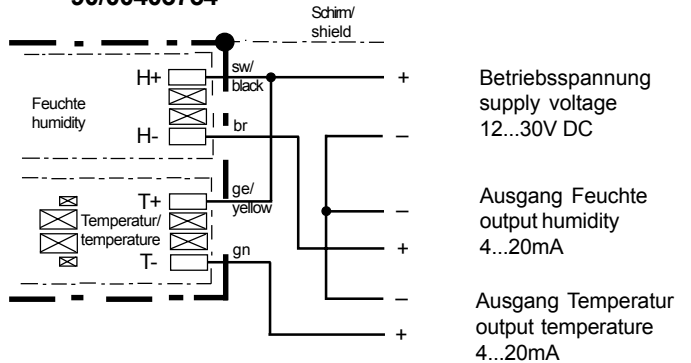 Schirm/
shield
H+
sw/
black
+
Feuchte
humidity
H-
br
–
Betriebsspannung
supply voltage
12...30V DC
T+
ge/
yellow
Temperatur/
temperature
T-
gn
–
+
Ausgang Feuchte
output humidity
4...20mA
–
+
Ausgang Temperatur
output temperature
4...20mA